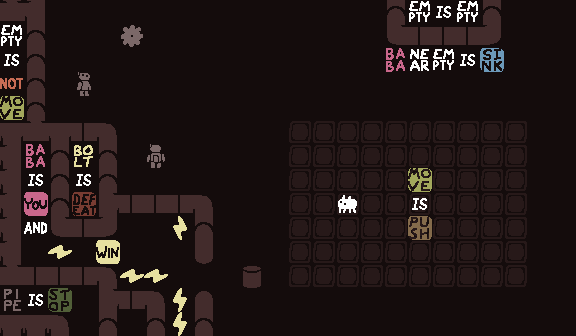 EMPTY IS EMPTY
BABA NEAR EMPTY IS SINK
EMPTY IS NOT MOVE
BABA IS YOU AND
BOLT IS DEFEAT
WIN
MOVE IS PUSH
PIPE IS STOP